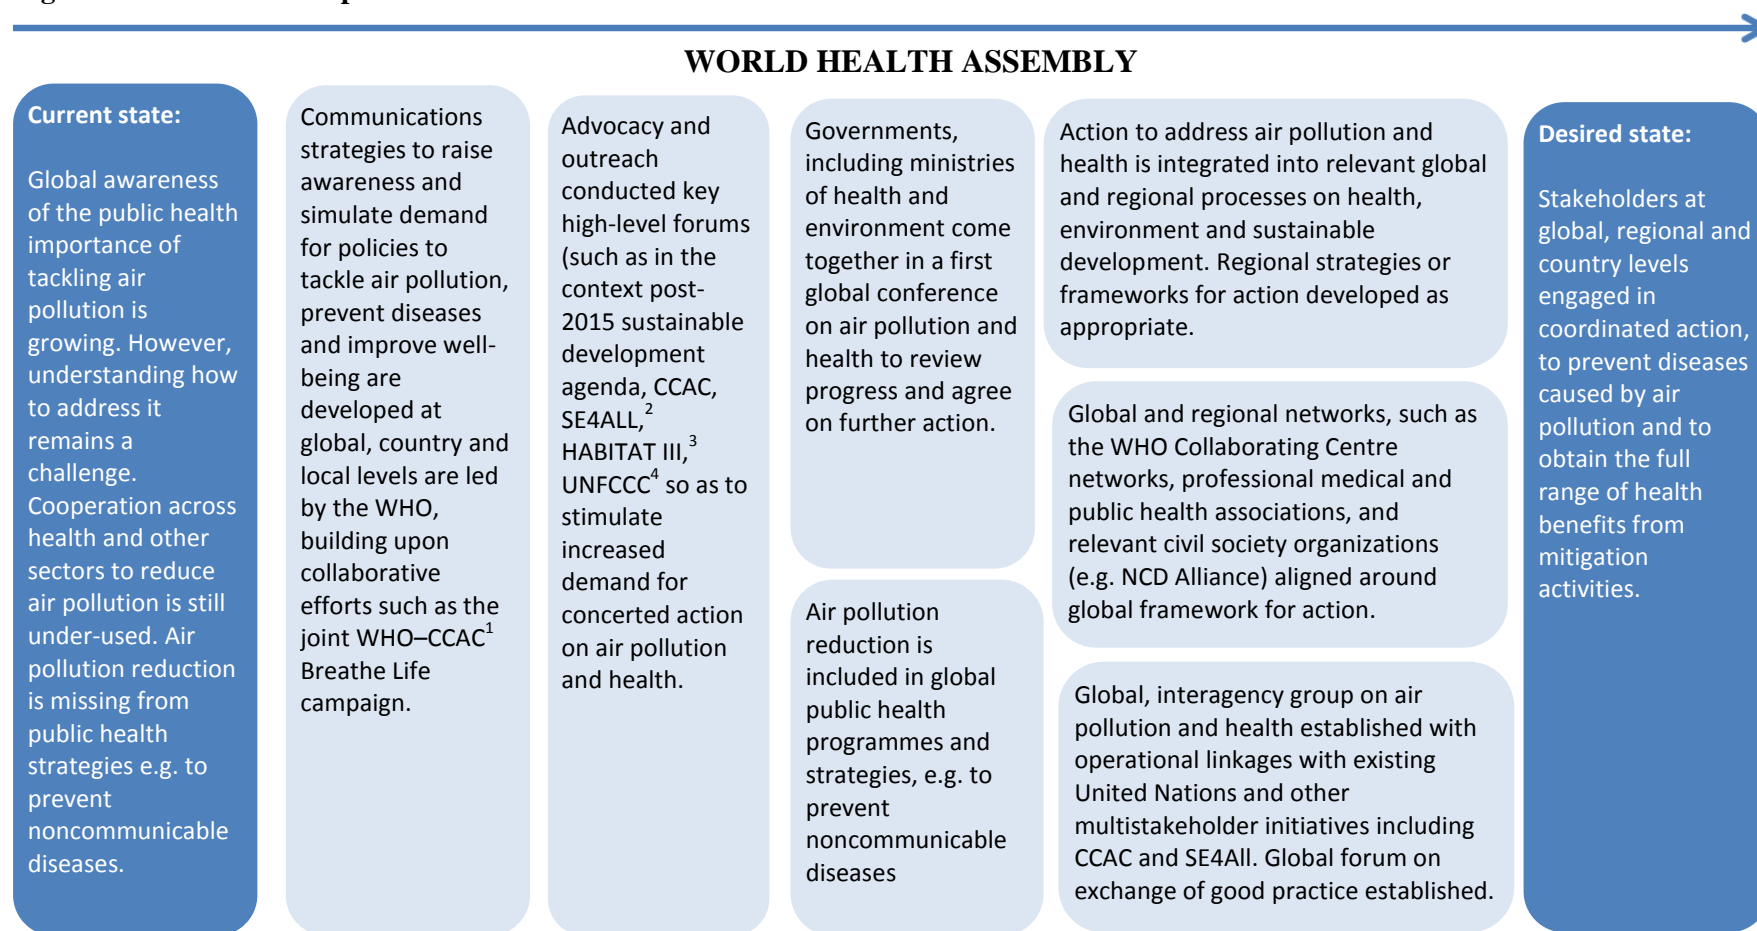 WORLD HEALTH ASSEMBLY
Current state:
Global awareness
of the public health
importance of
tackling air
pollution is
growing. However,
understanding how
to address it
remains a
challenge.
Cooperation across
health and other
sectors to reduce
air pollution is still
under-used. Air
pollution reduction
is missing from
public health
strategies e.g. to
prevent
noncommunicable
diseases.
Communications
strategies to raise
awareness and
simulate demand
for policies to
tackle air pollution,
prevent diseases
and improve well-
being are
developed at
global, country and
local levels are led
by the WHO,
building upon
collaborative
efforts such as the
joint WHO–CCAC1
Breathe Life
campaign.
Advocacy and
outreach
conducted key
high-level forums
(such as in the
context post-
2015 sustainable
development
agenda, CCAC,
SE4ALL,2
HABITAT III,3
UNFCCC4 so as to
stimulate
increased
demand for
concerted action
on air pollution
and health.
Governments,
including ministries
of health and
environment come
together in a first
global conference
on air pollution and
health to review
progress and agree
on further action.
Air pollution
reduction is
included in global
public health
programmes and
strategies, e.g. to
prevent
noncommunicable
diseases
Action to address air pollution and
health is integrated into relevant global
and regional processes on health,
environment and sustainable
development. Regional strategies or
frameworks for action developed as
appropriate.
Global and regional networks, such as
the WHO Collaborating Centre
networks, professional medical and
public health associations, and
relevant civil society organizations
(e.g. NCD Alliance) aligned around
global framework for action.
Global, interagency group on air
pollution and health established with
operational linkages with existing
United Nations and other
multistakeholder initiatives including
CCAC and SE4All. Global forum on
exchange of good practice established.
Desired state:
Stakeholders at
global, regional and
country levels
engaged in
coordinated action,
to prevent diseases
caused by air
pollution and to
obtain the full
range of health
benefits from
mitigation
activities.